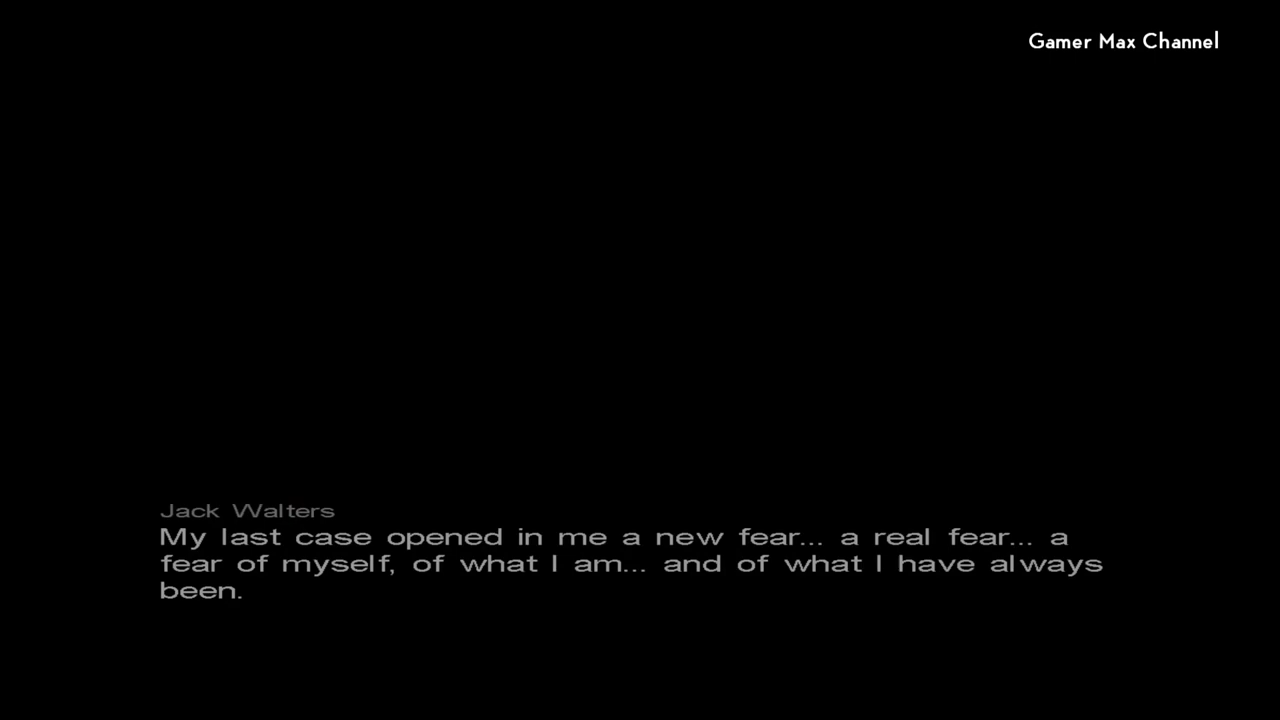 Gamer Max Channel
Jack Walters
My last case opened in me a new fear... a real fear... a
fear of myself, of what I am... and of what I have always
been.